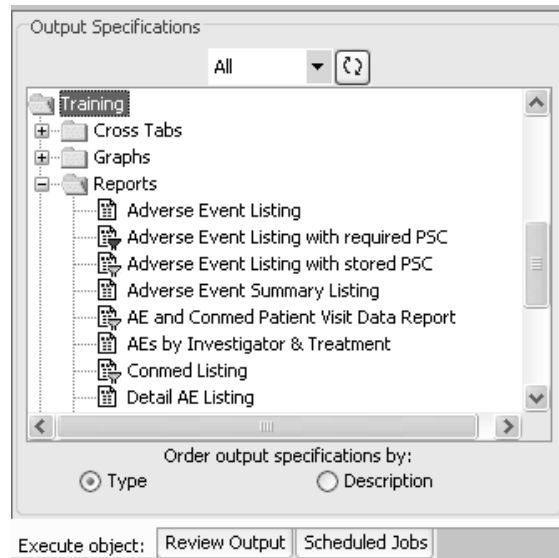 Output Specifications
All
Training
Cross Tabs
Graphs
Reports
Adverse Event Listing
Adverse Event Listing with required PSC
Adverse Event Listing with stored PSC
Adverse Event Summary Listing
AE and Conmed Patient Visit Data Report
AEs by Investigator & Treatment
Conmed Listing
Detail AE Listing
Order output specifications by:
Type Description
Execute object: Review Output Scheduled Jobs